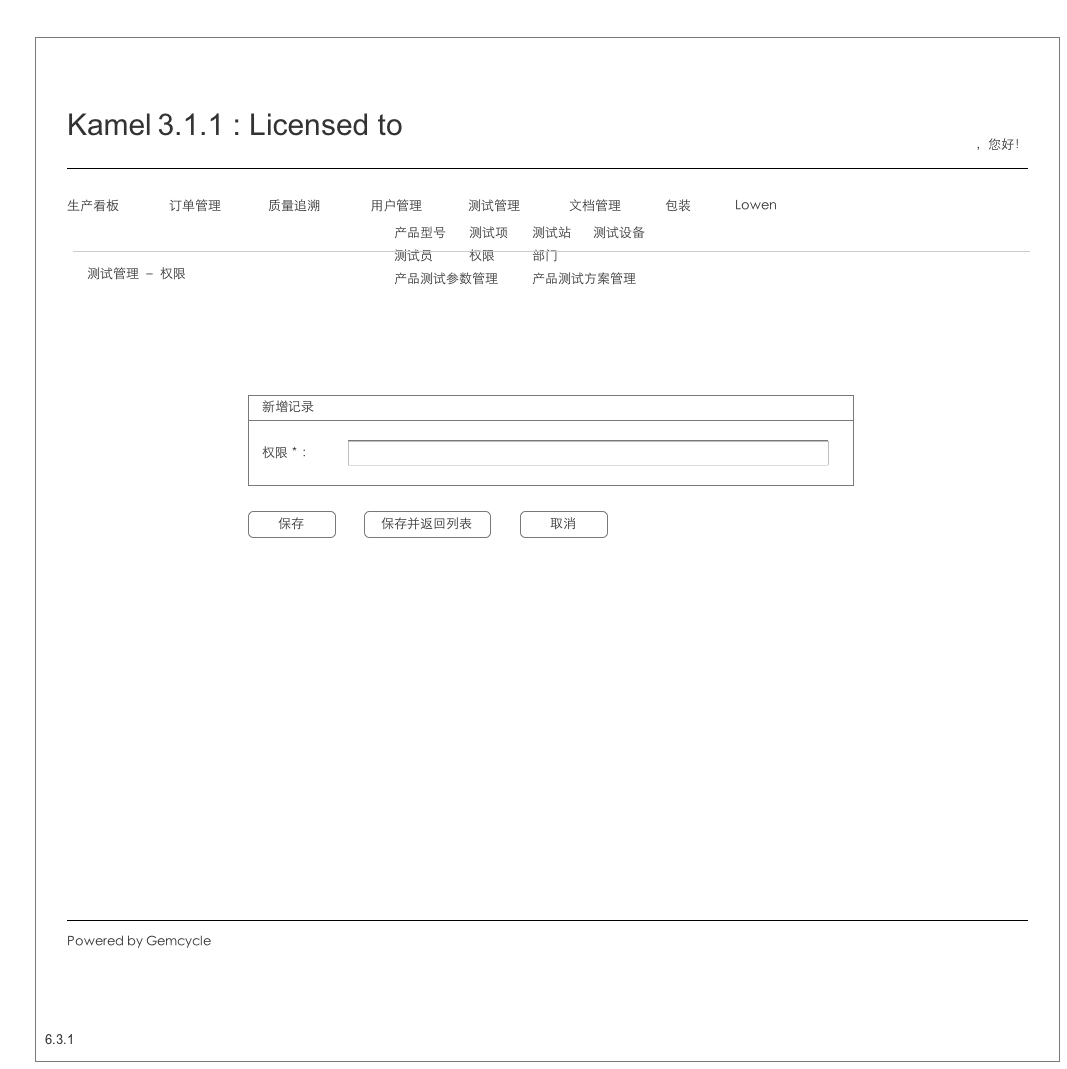 Kamel 3.1.1 : Licensed to
，您好！
生产看板 订单管理 质量追溯 用户管理 测试管理 文档管理 包装 Lowen
产品型号 测试项 测试站 测试设备
测试员 权限 部门
测试管理 – 权限
产品测试参数管理 产品测试方案管理
新增记录
权限 * :
保存 保存并返回列表 取消
Powered by Gemcycle
6.3.1